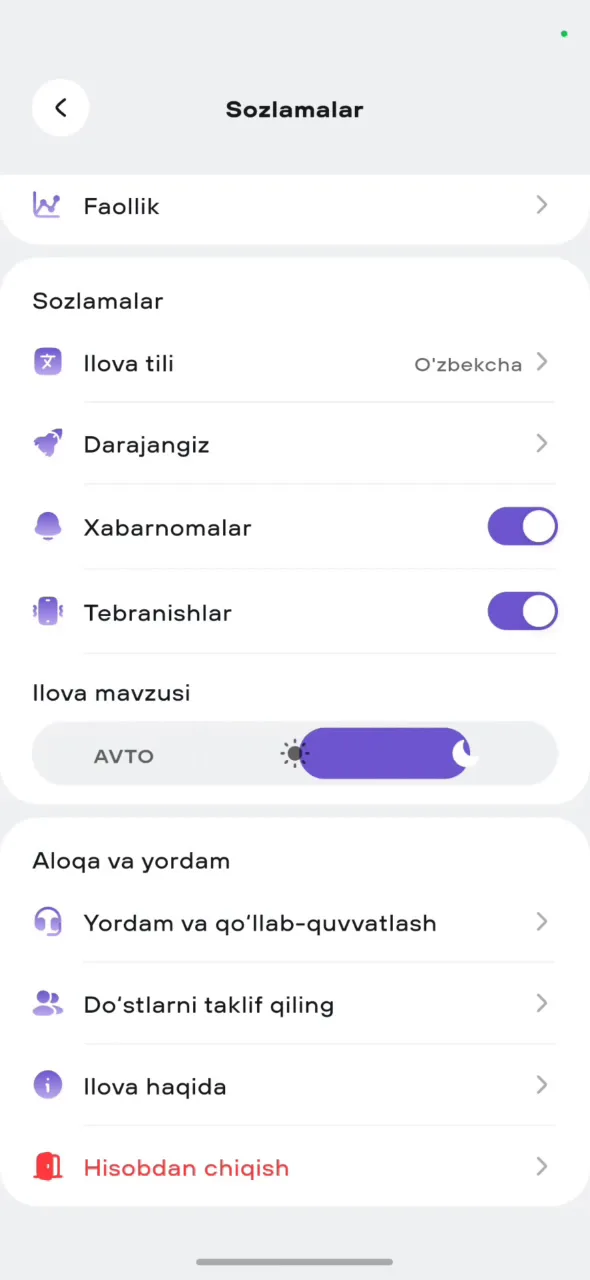 Sozlamalar
Faollik
Sozlamalar
Ilova tili
O'zbekcha
Darajangiz
Xabarnomalar
Tebranishlar
Ilova mavzusi
AVTO
Aloqa va yordam
Yordam va qo‘llab-quvvatlash
Do‘stlarni taklif qiling
Ilova haqida
Hisobdan chiqish